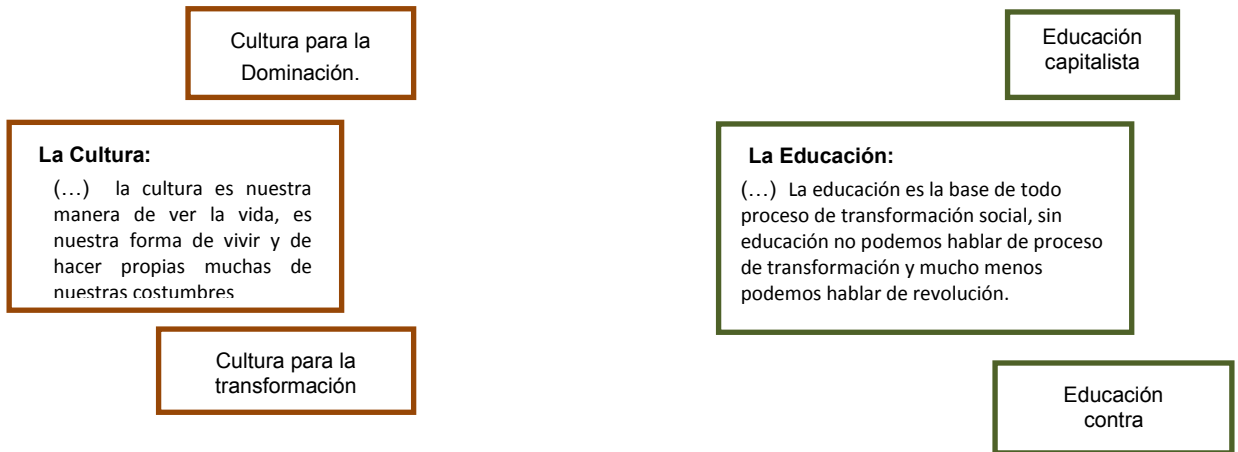 Cultura para la
Dominación.
La Cultura:
(…) la cultura es nuestra
manera de ver la vida, es
nuestra forma de vivir y de
hacer propias muchas de
nuestras costumbres
Cultura para la
transformación
Educación
capitalista
La Educación:
(…) La educación es la base de todo
proceso de transformación social, sin
educación no podemos hablar de proceso
de transformación y mucho menos
podemos hablar de revolución.
Educación
contra